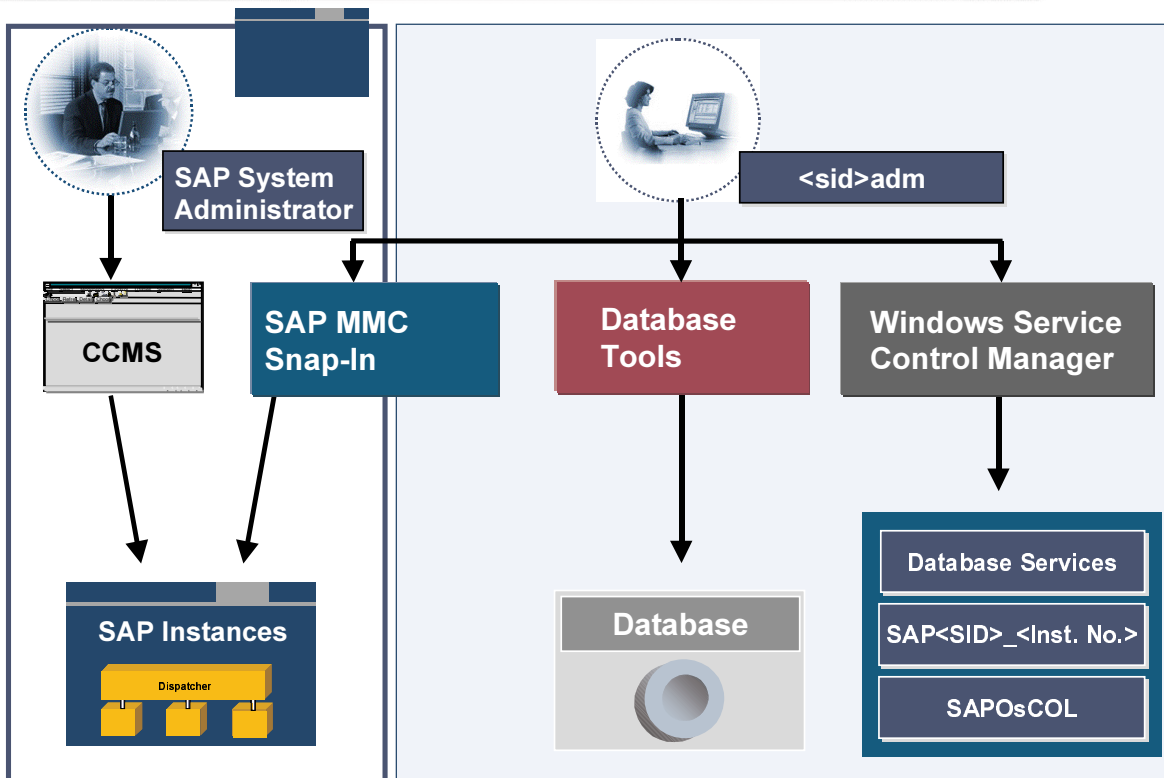 SAP System
Administrator
<sid>adm
CCMS
SAP MMC
Snap-In
Database
Tools
Windows Service
Control Manager
SAP Instances
Dispatcher
Database
Database Services
SAP<SID>_<Inst. No.>
SAPOsCOL